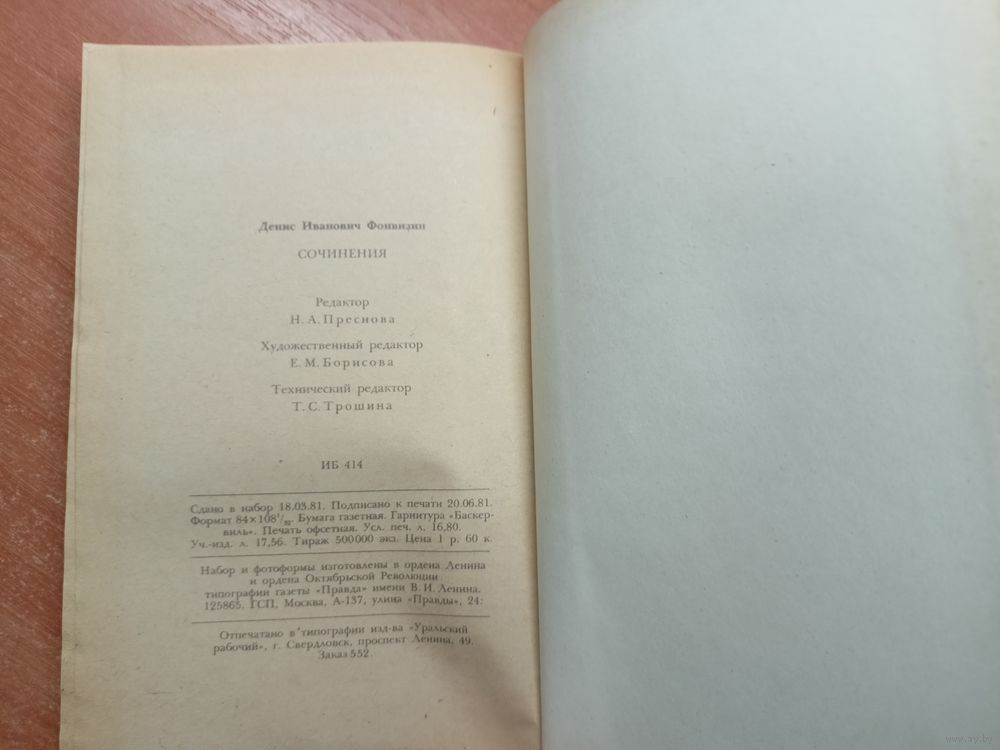 Денис Иванович Фонвизин
СОЧИНЕНИЯ
Редактор
Н. А. Преснова
Художественный редактор
Е. М. Борисова
Технический редактор
Т. С. Трошина
ИБ 414
Сдано в набор 18.03.81. Подписано к печати 20.06.81.
Формат 84×108¹/₃₂. Бумага газетная. Гарнитура «Баскер-
виль». Печать офсетная. Усл. печ. л. 16,80.
Уч.-изд. л. 17,56. Тираж 500 000 экз. Цена 1 р. 60 к.
Набор и фотоформы изготовлены в ордена Ленина
и ордена Октябрьской Революции
типографии газеты «Правда» имени В. И. Ленина.
125865. ГСП, Москва, А-137, улица «Правды», 24:
Отпечатано в типографии изд-ва «Уральский
рабочий», г. Свердловск, проспект Ленина, 49.
Заказ 552.